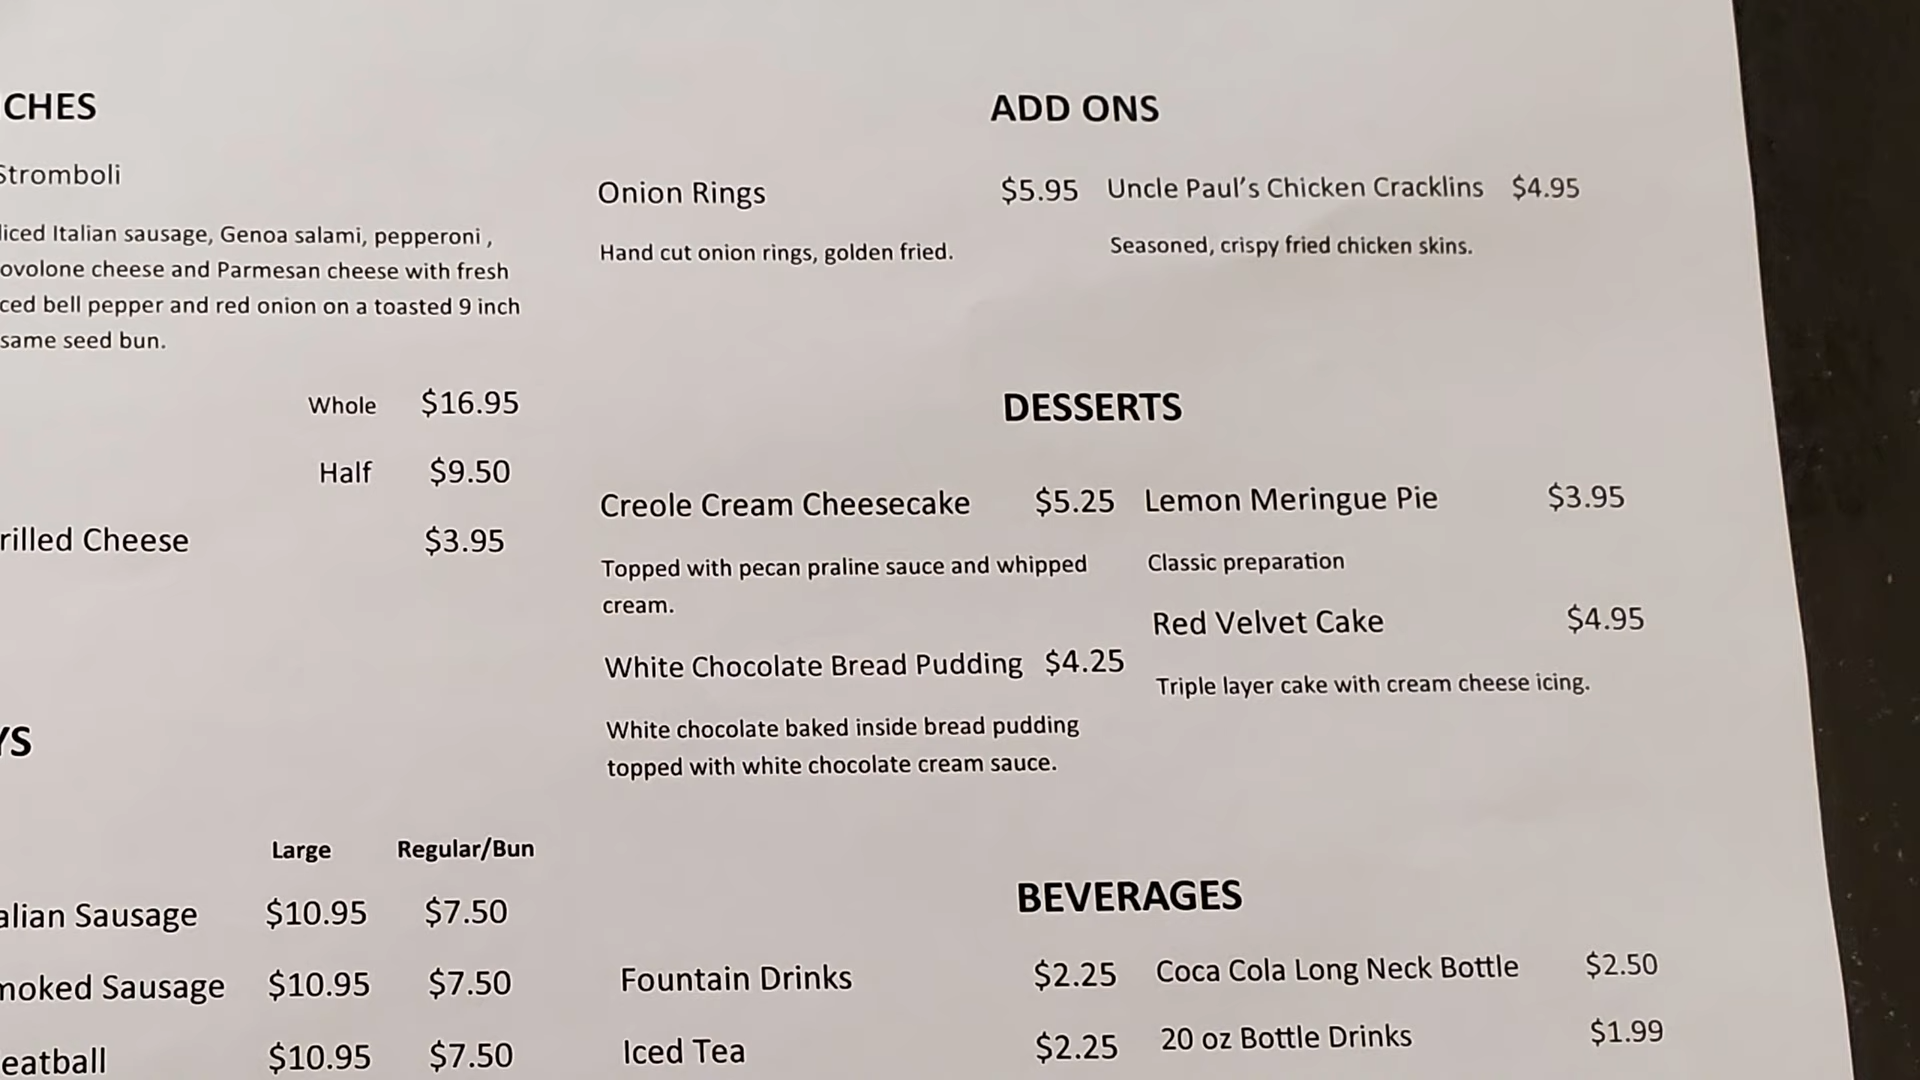 CHES
Stromboli
liced Italian sausage, Genoa salami, pepperoni ,
ovolone cheese and Parmesan cheese with fresh
ced bell pepper and red onion on a toasted 9 inch
same seed bun.
Whole $16.95
Half $9.50
rilled Cheese $3.95
YS
Large Regular/Bun
alian Sausage $10.95 $7.50
moked Sausage $10.95 $7.50
eatball $10.95 $7.50
ADD ONS
Onion Rings $5.95
Hand cut onion rings, golden fried.
Uncle Paul’s Chicken Cracklins $4.95
Seasoned, crispy fried chicken skins.
DESSERTS
Creole Cream Cheesecake $5.25
Topped with pecan praline sauce and whipped
cream.
White Chocolate Bread Pudding $4.25
White chocolate baked inside bread pudding
topped with white chocolate cream sauce.
Lemon Meringue Pie $3.95
Classic preparation
Red Velvet Cake $4.95
Triple layer cake with cream cheese icing.
BEVERAGES
Fountain Drinks $2.25
Iced Tea $2.25
Coca Cola Long Neck Bottle $2.50
20 oz Bottle Drinks $1.99